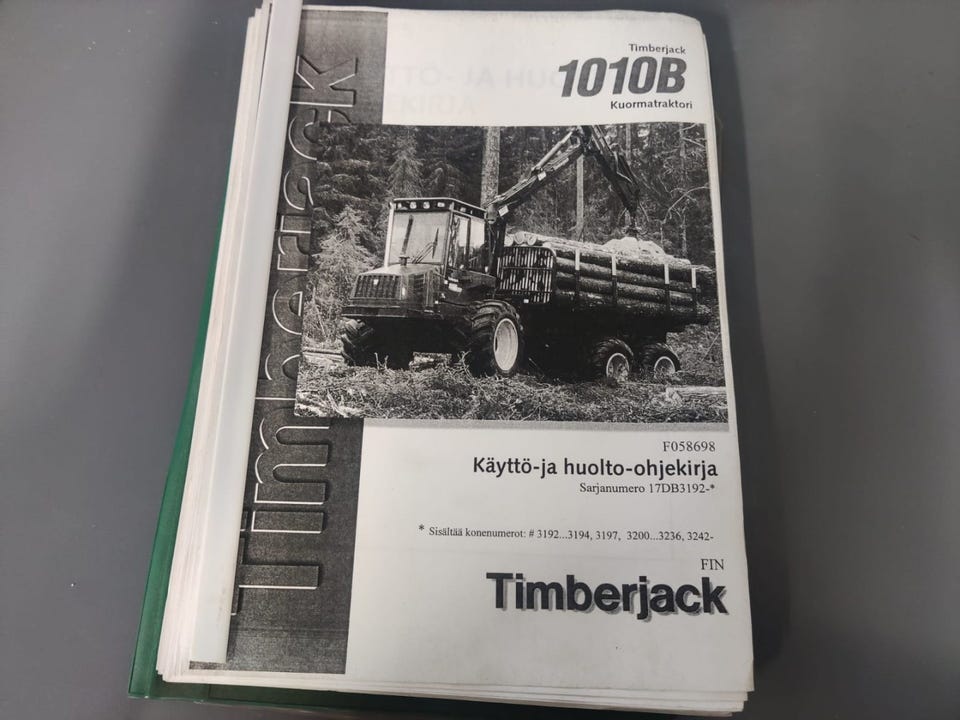 Timberjack
Timberjack
1010B
Kuormatraktori
F058698
Käyttö-ja huolto-ohjekirja
Sarjanumero 17DB3192-*
* Sisältää konenumerot: # 3192...3194, 3197, 3200...3236, 3242-
FIN
Timberjack